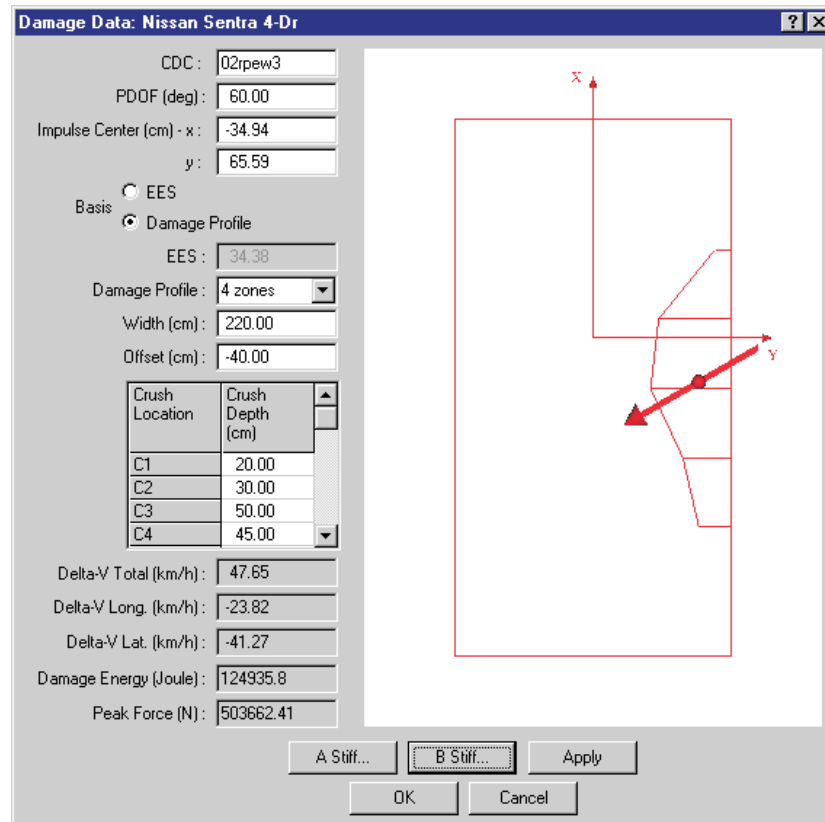 Damage Data: Nissan Sentra 4-Dr
CDC : 02rpew3
PDOF (deg) : 60.00
Impulse Center (cm) - x : -34.94
y : 65.59
Basis
EES
Damage Profile
EES : 34.38
Damage Profile : 4 zones
Width (cm) : 220.00
Offset (cm) : -40.00
Crush Location Crush Depth (cm)
C1 20.00
C2 30.00
C3 50.00
C4 45.00
Delta-V Total (km/h) : 47.65
Delta-V Long. (km/h) : -23.82
Delta-V Lat. (km/h) : -41.27
Damage Energy (Joule) : 124935.8
Peak Force (N) : 503662.41
X
Y
A Stiff... B Stiff... Apply
OK Cancel